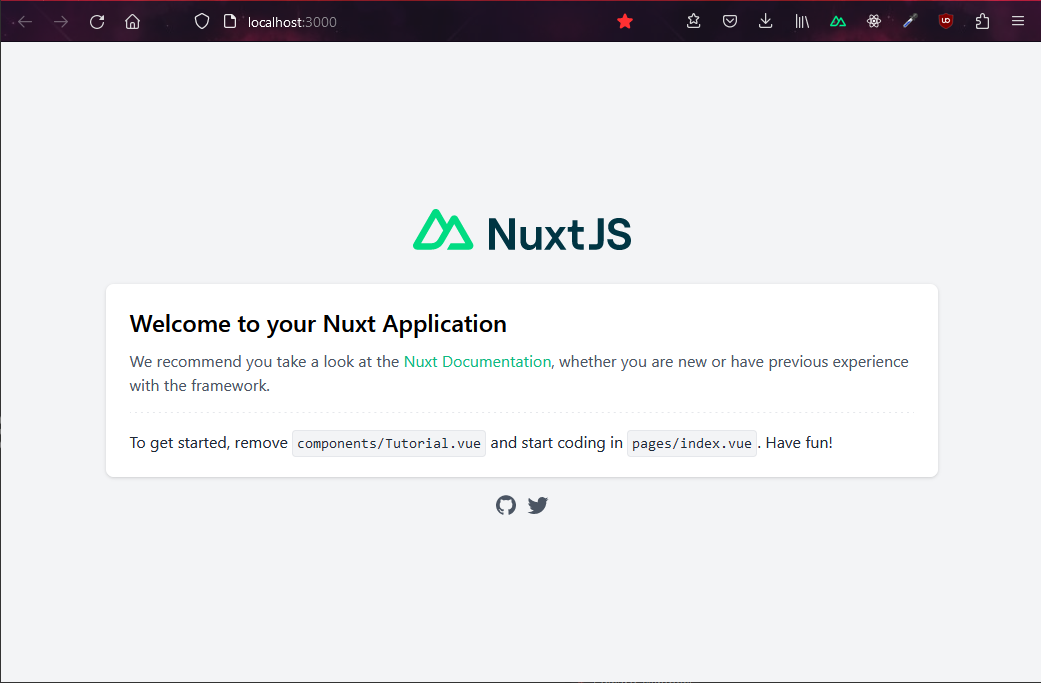 localhost:3000
UO
NuxtJS
Welcome to your Nuxt Application
We recommend you take a look at the Nuxt Documentation, whether you are new or have previous experience
with the framework.
To get started, remove components/Tutorial.vue and start coding in pages/index.vue. Have fun!